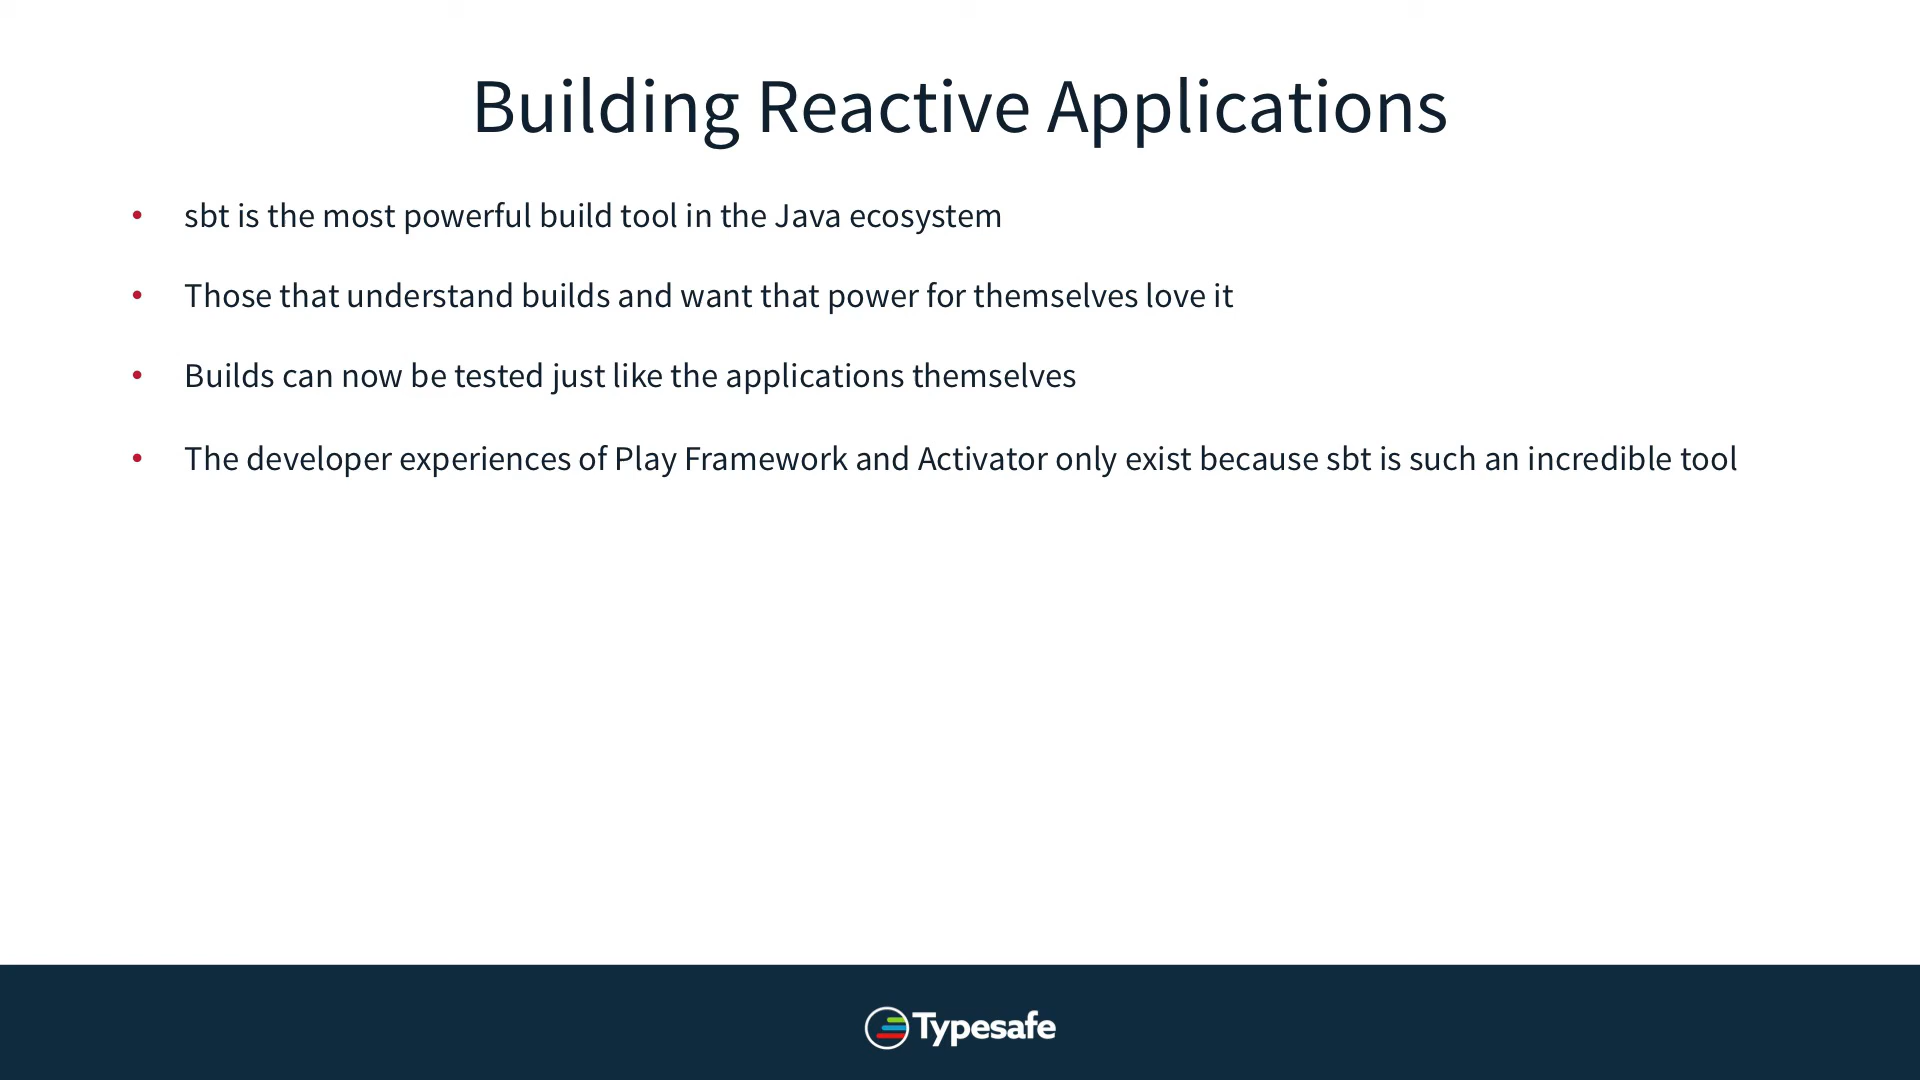 Building Reactive Applications
• sbt is the most powerful build tool in the Java ecosystem
• Those that understand builds and want that power for themselves love it
• Builds can now be tested just like the applications themselves
• The developer experiences of Play Framework and Activator only exist because sbt is such an incredible tool
Typesafe